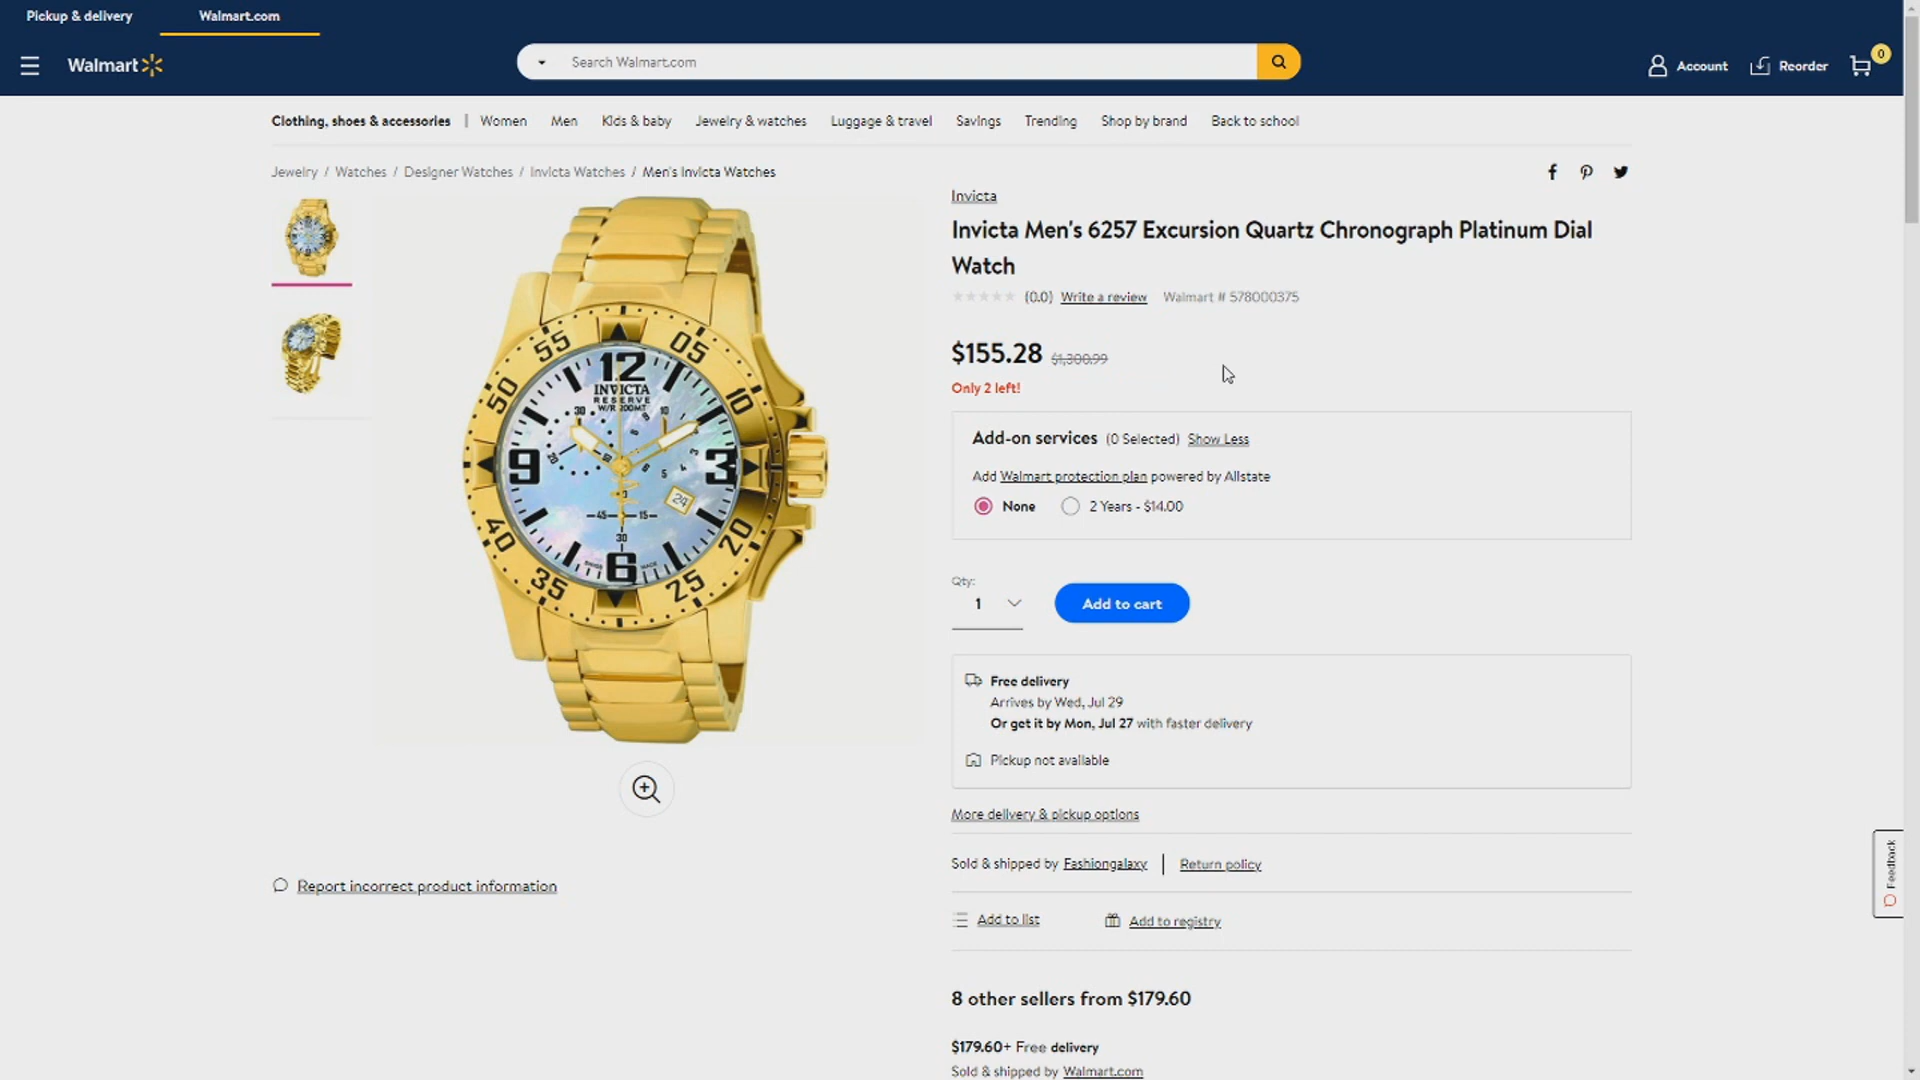 Pickup & delivery
Walmart.com
Walmart
Search Walmart.com
Account
Reorder
0
Clothing, shoes & accessories | Women Men Kids & baby Jewelry & watches Luggage & travel Savings Trending Shop by brand Back to school
Jewelry / Watches / Designer Watches / Invicta Watches / Men's Invicta Watches
Invicta
Invicta Men's 6257 Excursion Quartz Chronograph Platinum Dial
Watch
(0.0) Write a review Walmart # 578000375
$155.28 $1,300.99
Only 2 left!
Add-on services (0 Selected) Show Less
Add Walmart protection plan powered by Allstate
None 2 Years - $14.00
Qty:
1
Add to cart
Free delivery
Arrives by Wed, Jul 29
Or get it by Mon, Jul 27 with faster delivery
Pickup not available
More delivery & pickup options
Sold & shipped by Fashiongalaxy | Return policy
Add to list
Add to registry
8 other sellers from $179.60
$179.60+ Free delivery
Sold & shipped by Walmart.com
55 05
50 10
40 20
35 25
12
INVICTA
RESERVE
W/R 200MT
30 10
20
9 3
24
45 15
30
6
Report incorrect product information
Feedback